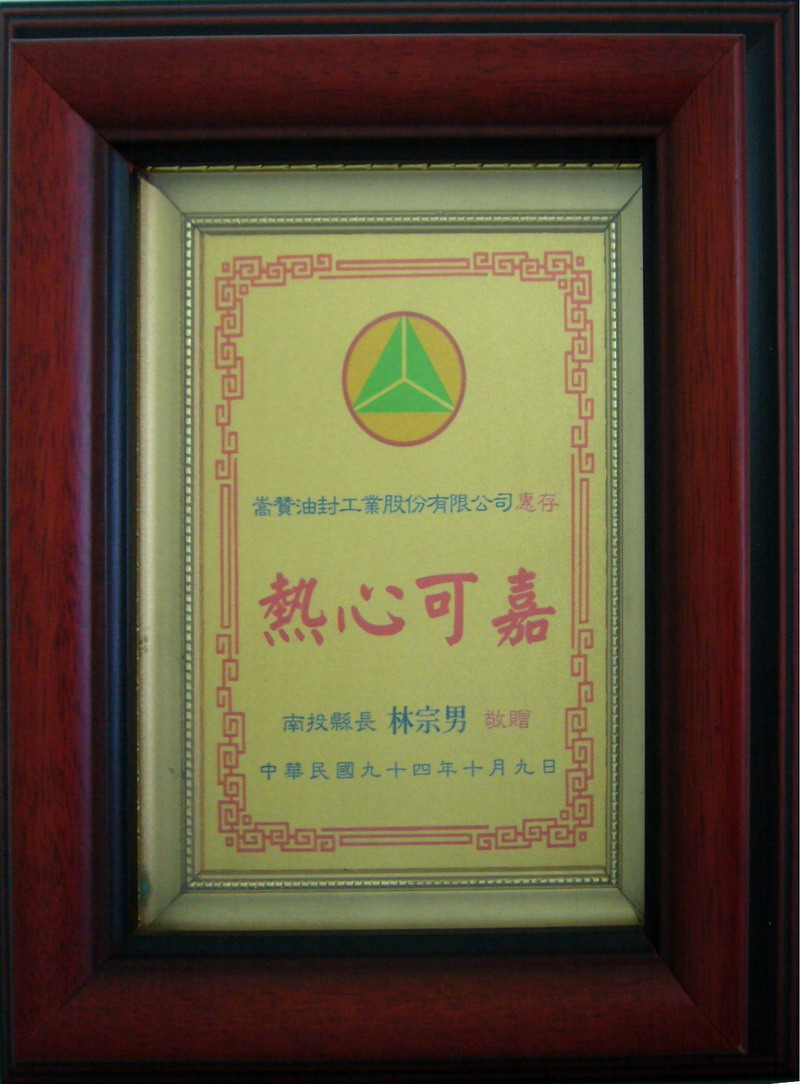 嵩贊油封工業股份有限公司惠存
熱心可嘉
南投縣長 林宗男 敬贈
中華民國九十四年十月九日